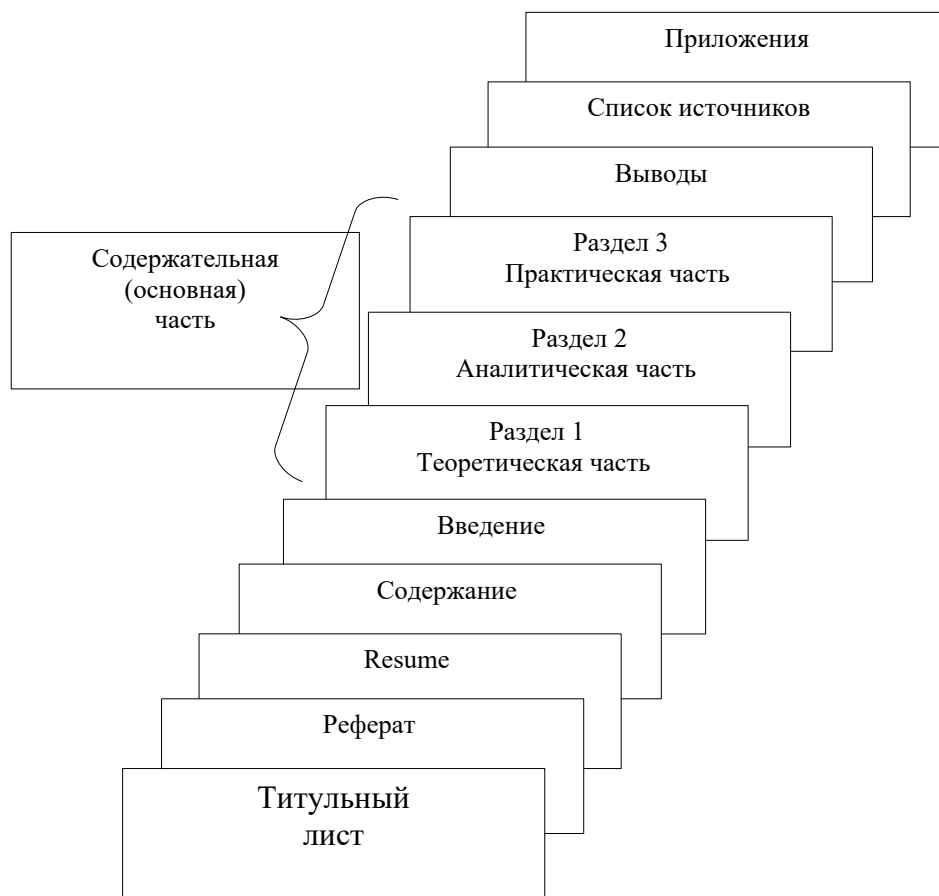 Приложения
Список источников
Выводы
Раздел 3
Практическая часть
Содержательная
(основная)
часть
Раздел 2
Аналитическая часть
Раздел 1
Теоретическая часть
Введение
Содержание
Resume
Реферат
Титульный
лист